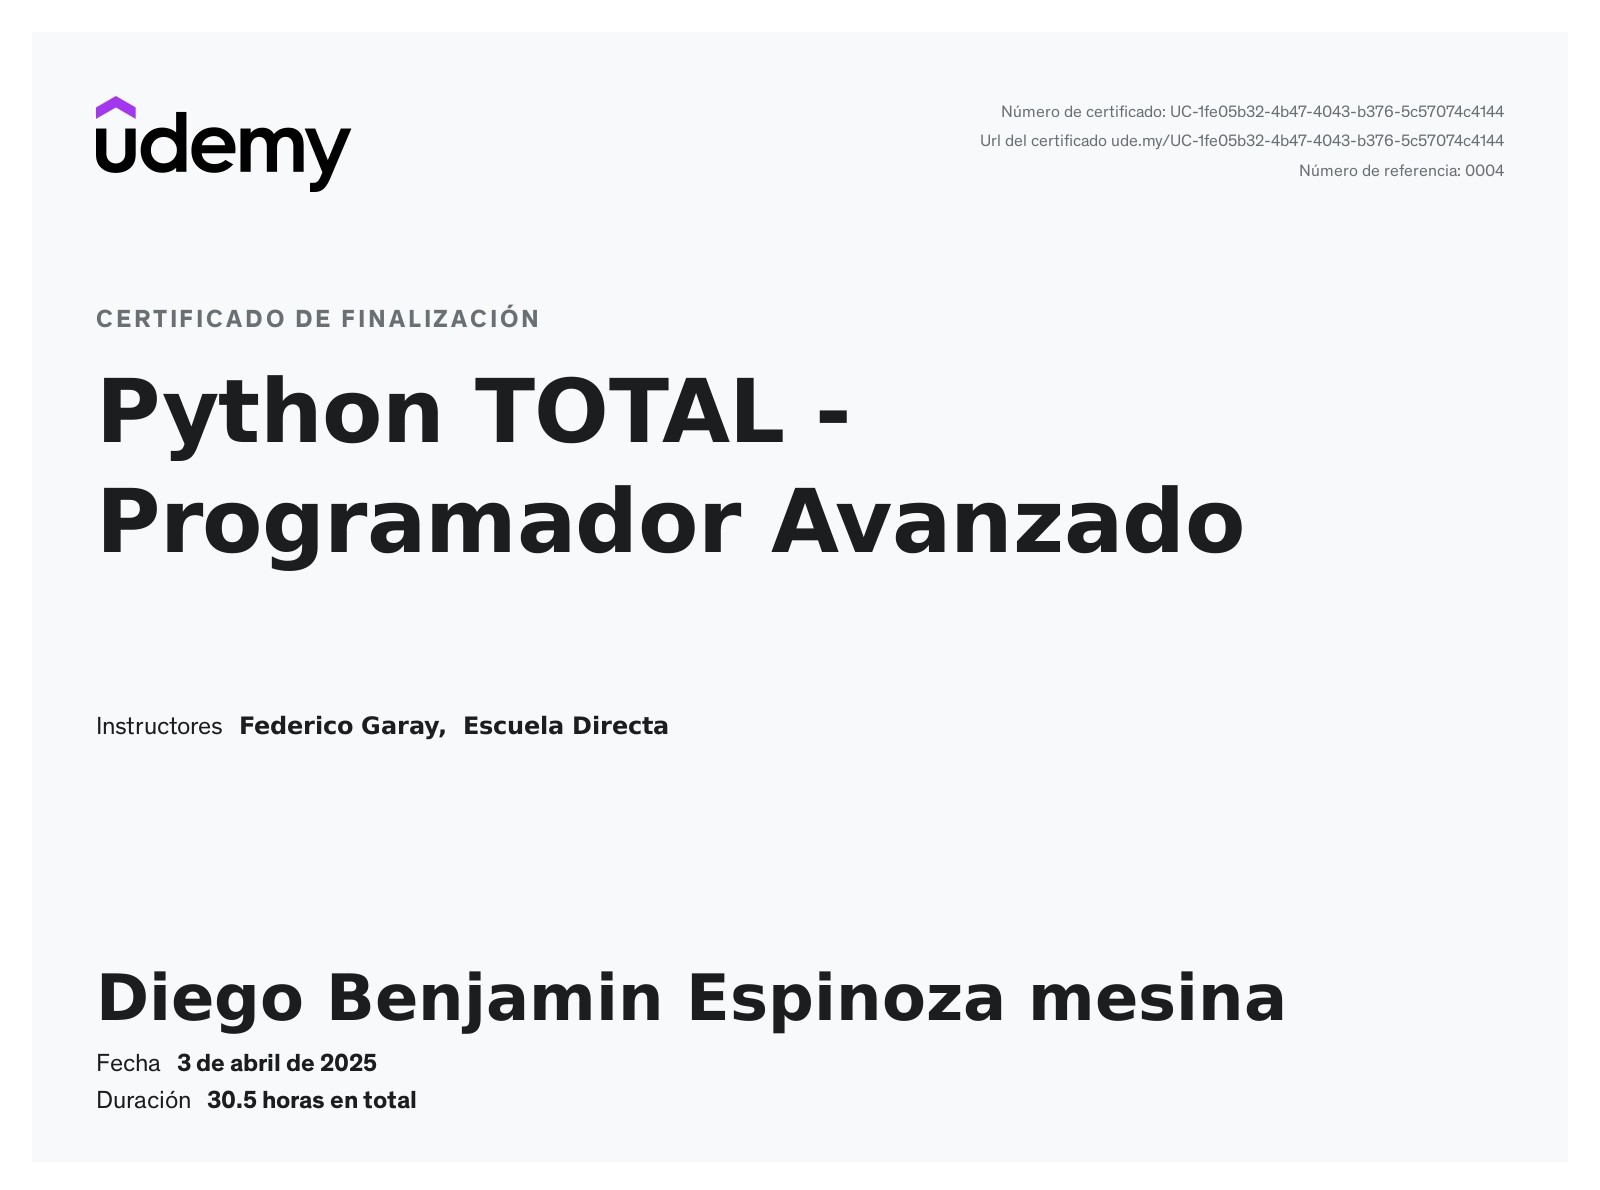 udemy
Número de certificado: UC-1fe05b32-4b47-4043-b376-5c57074c4144
Url del certificado ude.my/UC-1fe05b32-4b47-4043-b376-5c57074c4144
Número de referencia: 0004
CERTIFICADO DE FINALIZACIÓN
Python TOTAL -
Programador Avanzado
Instructores Federico Garay, Escuela Directa
Diego Benjamin Espinoza mesina
Fecha 3 de abril de 2025
Duración 30.5 horas en total